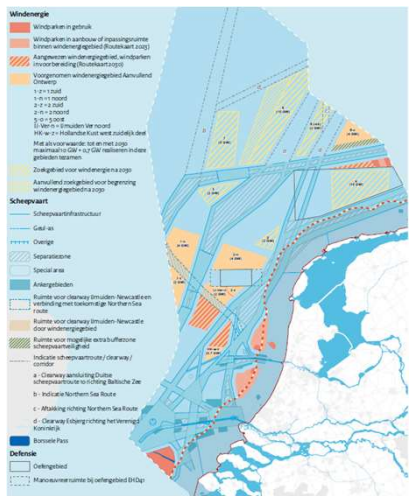 Windenergie
Windparken in gebruik
Windparken in aanbouw of inpassingsruimte
binnen windenergiegebied (Routekaart 2023)
Aangewezen windenergiegebied, windparken
in voorbereiding (Routekaart 2030)
Voorgenomen windenergiegebied Aanvullend
Ontwerp
1-z = 1 zuid
1-n = 1 noord
2-z = 2 zuid
2-n = 2 noord
5-o = 5 oost
IJ-Ver-n = IJmuiden Ver noord
HK-w-z = Hollandse Kust west zuidelijk deel
Met als voorwaarde: tot en met 2030
maximaal 10 GW + 0,7 GW realiseren in deze
gebieden tezamen
Zoekgebied voor windenergie na 2030
Aanvullend zoekgebied voor begrenzing
windenergiegebied na 2030
Scheepvaart
Scheepvaartinfrastructuur
Geul-as
Overige
Separatiezone
Special area
Ankergebieden
Ruimte voor clearway IJmuiden-Newcastle en
verbinding met toekomstige Northern Sea
route
Ruimte voor clearway IJmuiden-Newcastle
door windenergiegebied
Ruimte voor mogelijke extra bufferzone
scheepvaartveiligheid
Indicatie scheepvaartroute / clearway /
corridor
a - Clearway aansluiting Duitse
scheepvaartroute 10 richting Baltische Zee
b - Indicatie Northern Sea Route
c - Aftakking richting Northern Sea Route
d - Clearway Esbjerg richting het Verenigd
Koninkrijk
Borssele Pass
Defensie
Oefengebied
Manoeuvreerruimte bij oefengebied EHD41